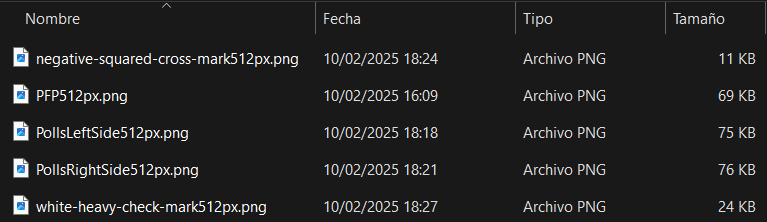 Nombre Fecha Tipo Tamaño
negative-squared-cross-mark512px.png 10/02/2025 18:24 Archivo PNG 11 KB
PFP512px.png 10/02/2025 16:09 Archivo PNG 69 KB
PollsLeftSide512px.png 10/02/2025 18:18 Archivo PNG 75 KB
PollsRightSide512px.png 10/02/2025 18:21 Archivo PNG 76 KB
white-heavy-check-mark512px.png 10/02/2025 18:27 Archivo PNG 24 KB